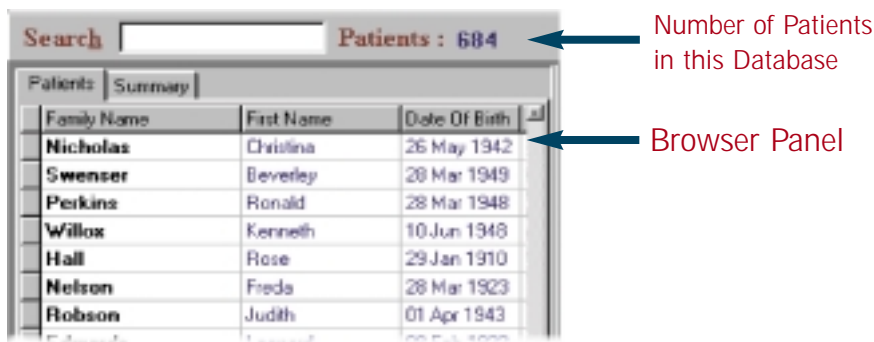 Search Patients : 684
Number of Patients
in this Database
Patients Summary
Family Name First Name Date Of Birth
Browser Panel
Nicholas Christina 26 May 1942
Swenser Beverley 28 Mar 1949
Perkins Ronald 28 Mar 1948
Willox Kenneth 10 Jun 1948
Hall Rose 29 Jan 1910
Nelson Freda 28 Mar 1923
Robson Judith 01 Apr 1943